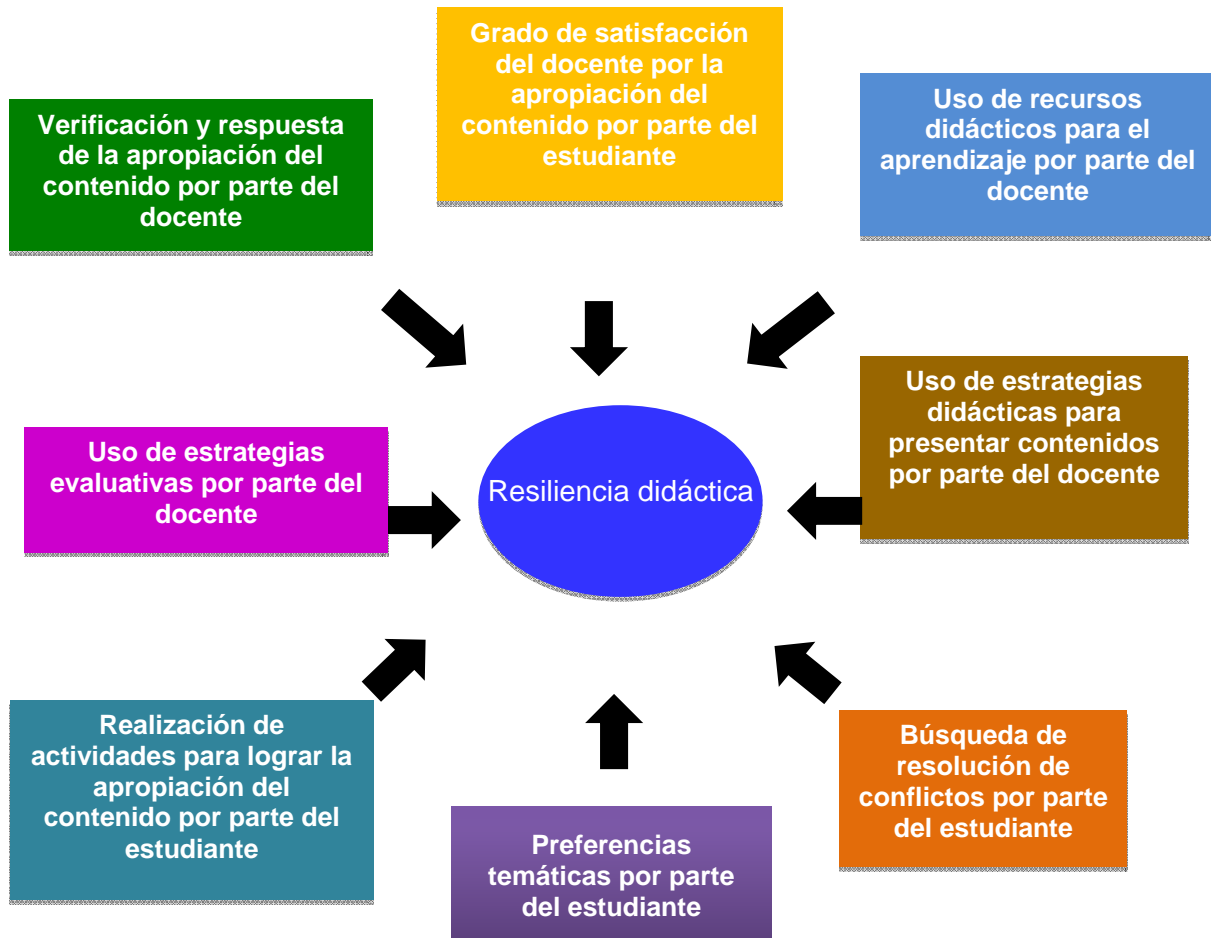 Grado de satisfacción
del docente por la
apropiación del
contenido por parte del
estudiante
Verificación y respuesta
de la apropiación del
contenido por parte del
docente
Uso de recursos
didácticos para el
aprendizaje por parte del
docente
Uso de estrategias
evaluativas por parte del
docente
Resiliencia didáctica
Uso de estrategias
didácticas para
presentar contenidos
por parte del docente
Realización de
actividades para lograr la
apropiación del
contenido por parte del
estudiante
Preferencias
temáticas por parte
del estudiante
Búsqueda de
resolución de
conflictos por parte
del estudiante